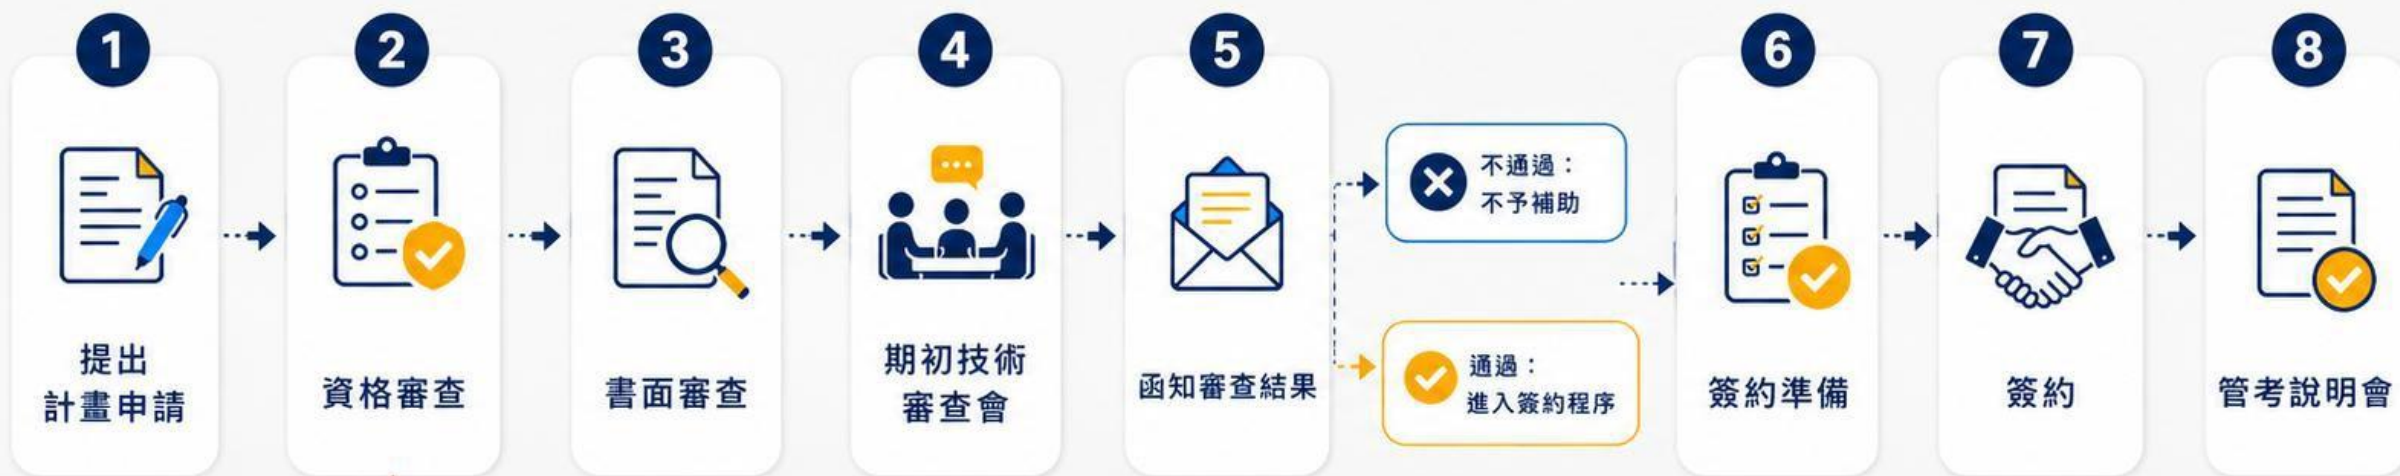 1
提出
計畫申請
2
資格審查
3
書面審查
4
期初技術
審查會
5
函知審查結果
不通過：
不予補助
通過：
進入簽約程序
6
簽約準備
7
簽約
8
管考說明會